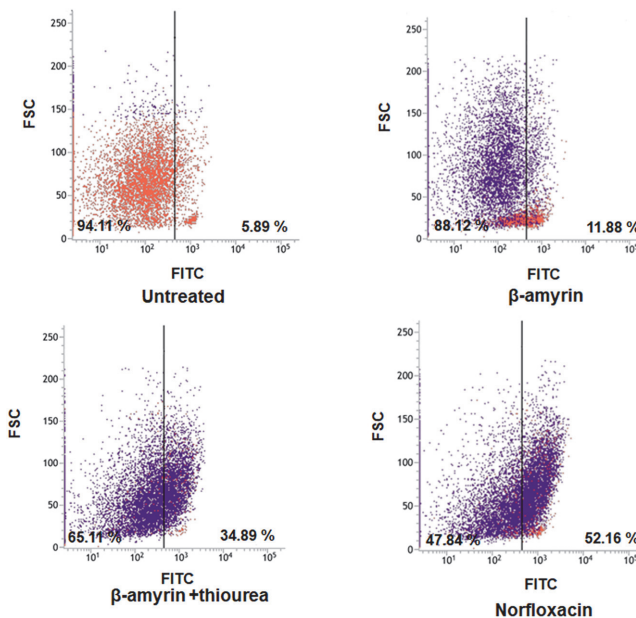 250
200
150
100
50
0
FSC
94.11 %
5.89 %
10¹ 10² 10³ 10⁴ 10⁵
FITC
Untreated
250
200
150
100
50
0
FSC
88.12 %
11.88 %
10¹ 10² 10³ 10⁴ 10⁵
FITC
β-amyrin
250
200
150
100
50
0
FSC
65.11 %
34.89 %
10¹ 10² 10³ 10⁴ 10⁵
FITC
β-amyrin +thiourea
250
200
150
100
50
0
FSC
47.84 %
52.16 %
10¹ 10² 10³ 10⁴ 10⁵
FITC
Norfloxacin